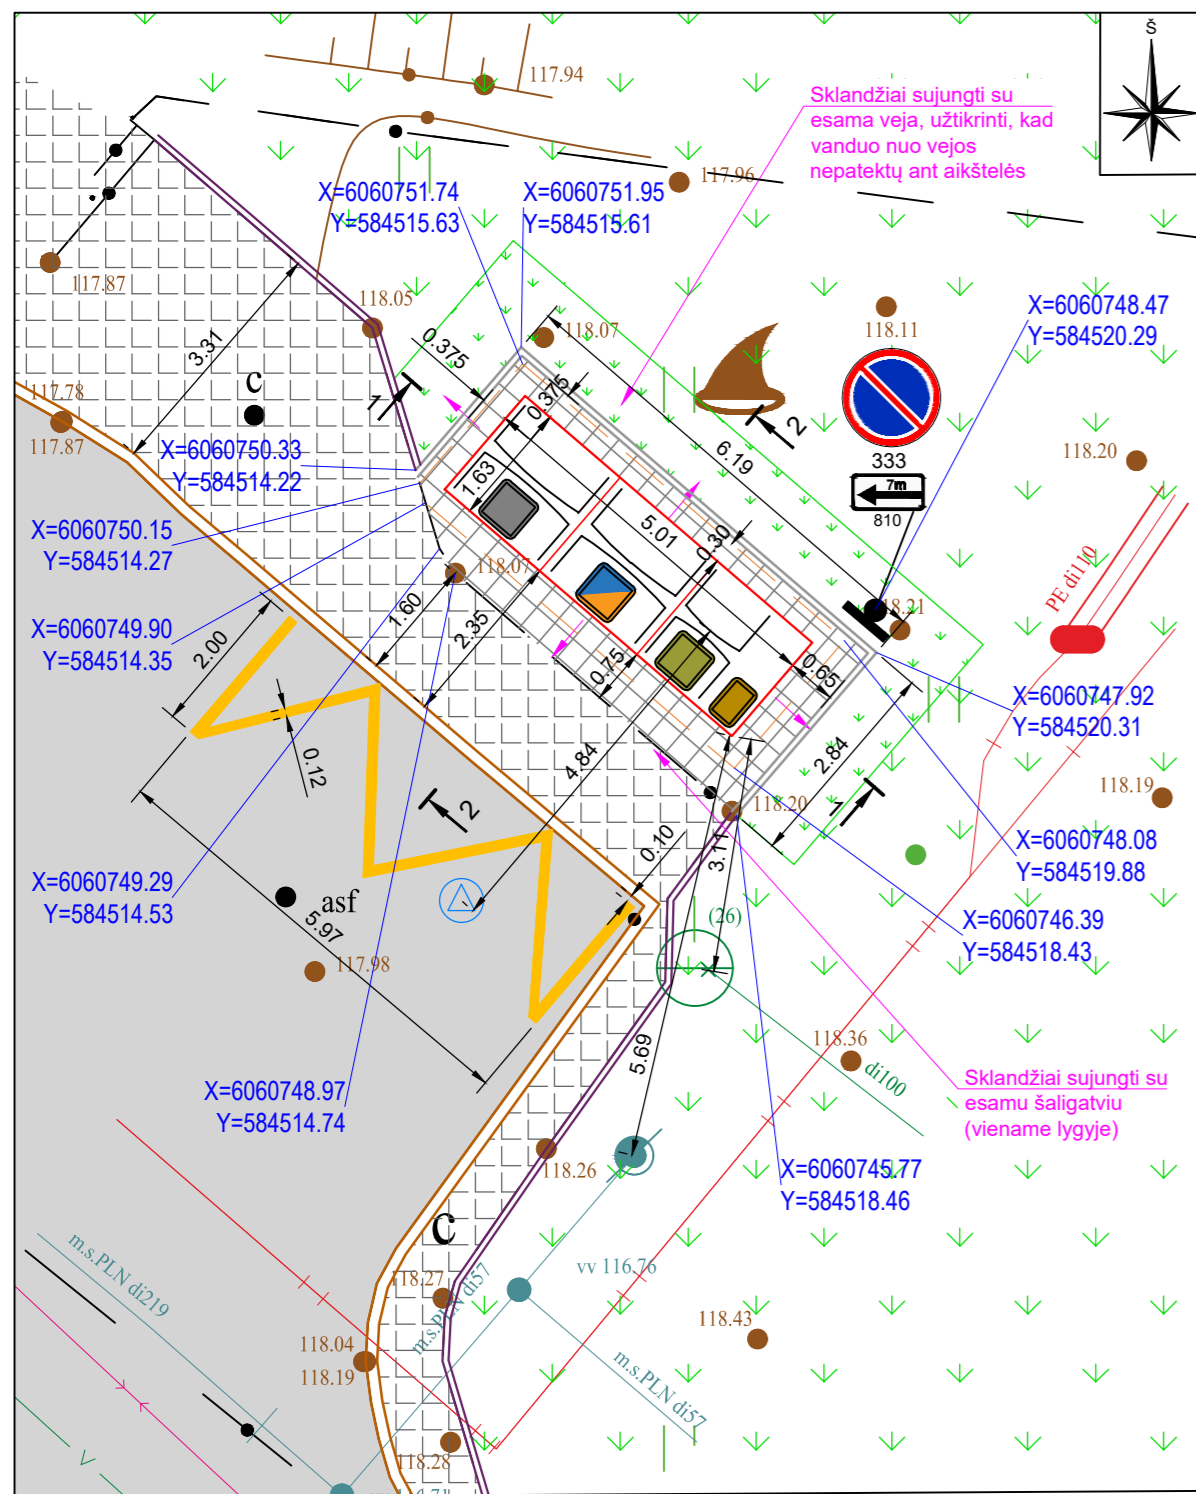 Š
117.94
Sklandžiai sujungti su
esama veja, užtikrinti, kad
vanduo nuo vejos
nepatektų ant aikštelės
117.96
X=6060751.74
Y=584515.63
X=6060751.95
Y=584515.61
117.87
118.05
118.07
118.11
X=6060748.47
Y=584520.29
3.31
0.375
0.375
c
1
2
6.19
333
7m
810
118.20
117.78
117.87
X=6060750.33
Y=584514.22
1.63
5.01
0.30
X=6060750.15
Y=584514.27
118.07
PE di110
118.21
X=6060749.90
Y=584514.35
2.00
1.60
2.35
0.75
0.65
X=6060747.92
Y=584520.31
0.12
4.84
2.84
118.19
2
118.20
1
0.10
3.11
X=6060748.08
Y=584519.88
X=6060749.29
Y=584514.53
asf
5.97
(26)
X=6060746.39
Y=584518.43
117.98
118.36
di100
5.69
X=6060748.97
Y=584514.74
Sklandžiai sujungti su
esamu šaligatviu
(viename lygyje)
118.26
X=6060745.77
Y=584518.46
c
m.s.PLN di219
vv 116.76
118.27
m.s.PLN di57
118.43
118.04
118.19
m.s.PLN di57
118.28